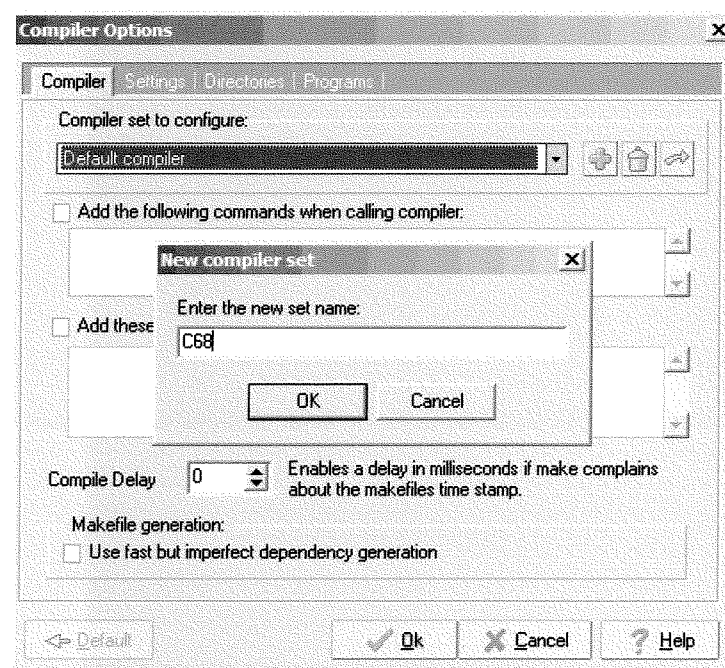 Compiler Options
Compiler Settings Directories Programs
Compiler set to configure:
Default compiler
Add the following commands when calling compiler:
New compiler set
Enter the new set name:
Add these
C68
OK Cancel
Compile Delay 0 Enables a delay in milliseconds if make complains
about the makefiles time stamp.
Makefile generation:
Use fast but imperfect dependency generation
Default Ok Cancel ? Help